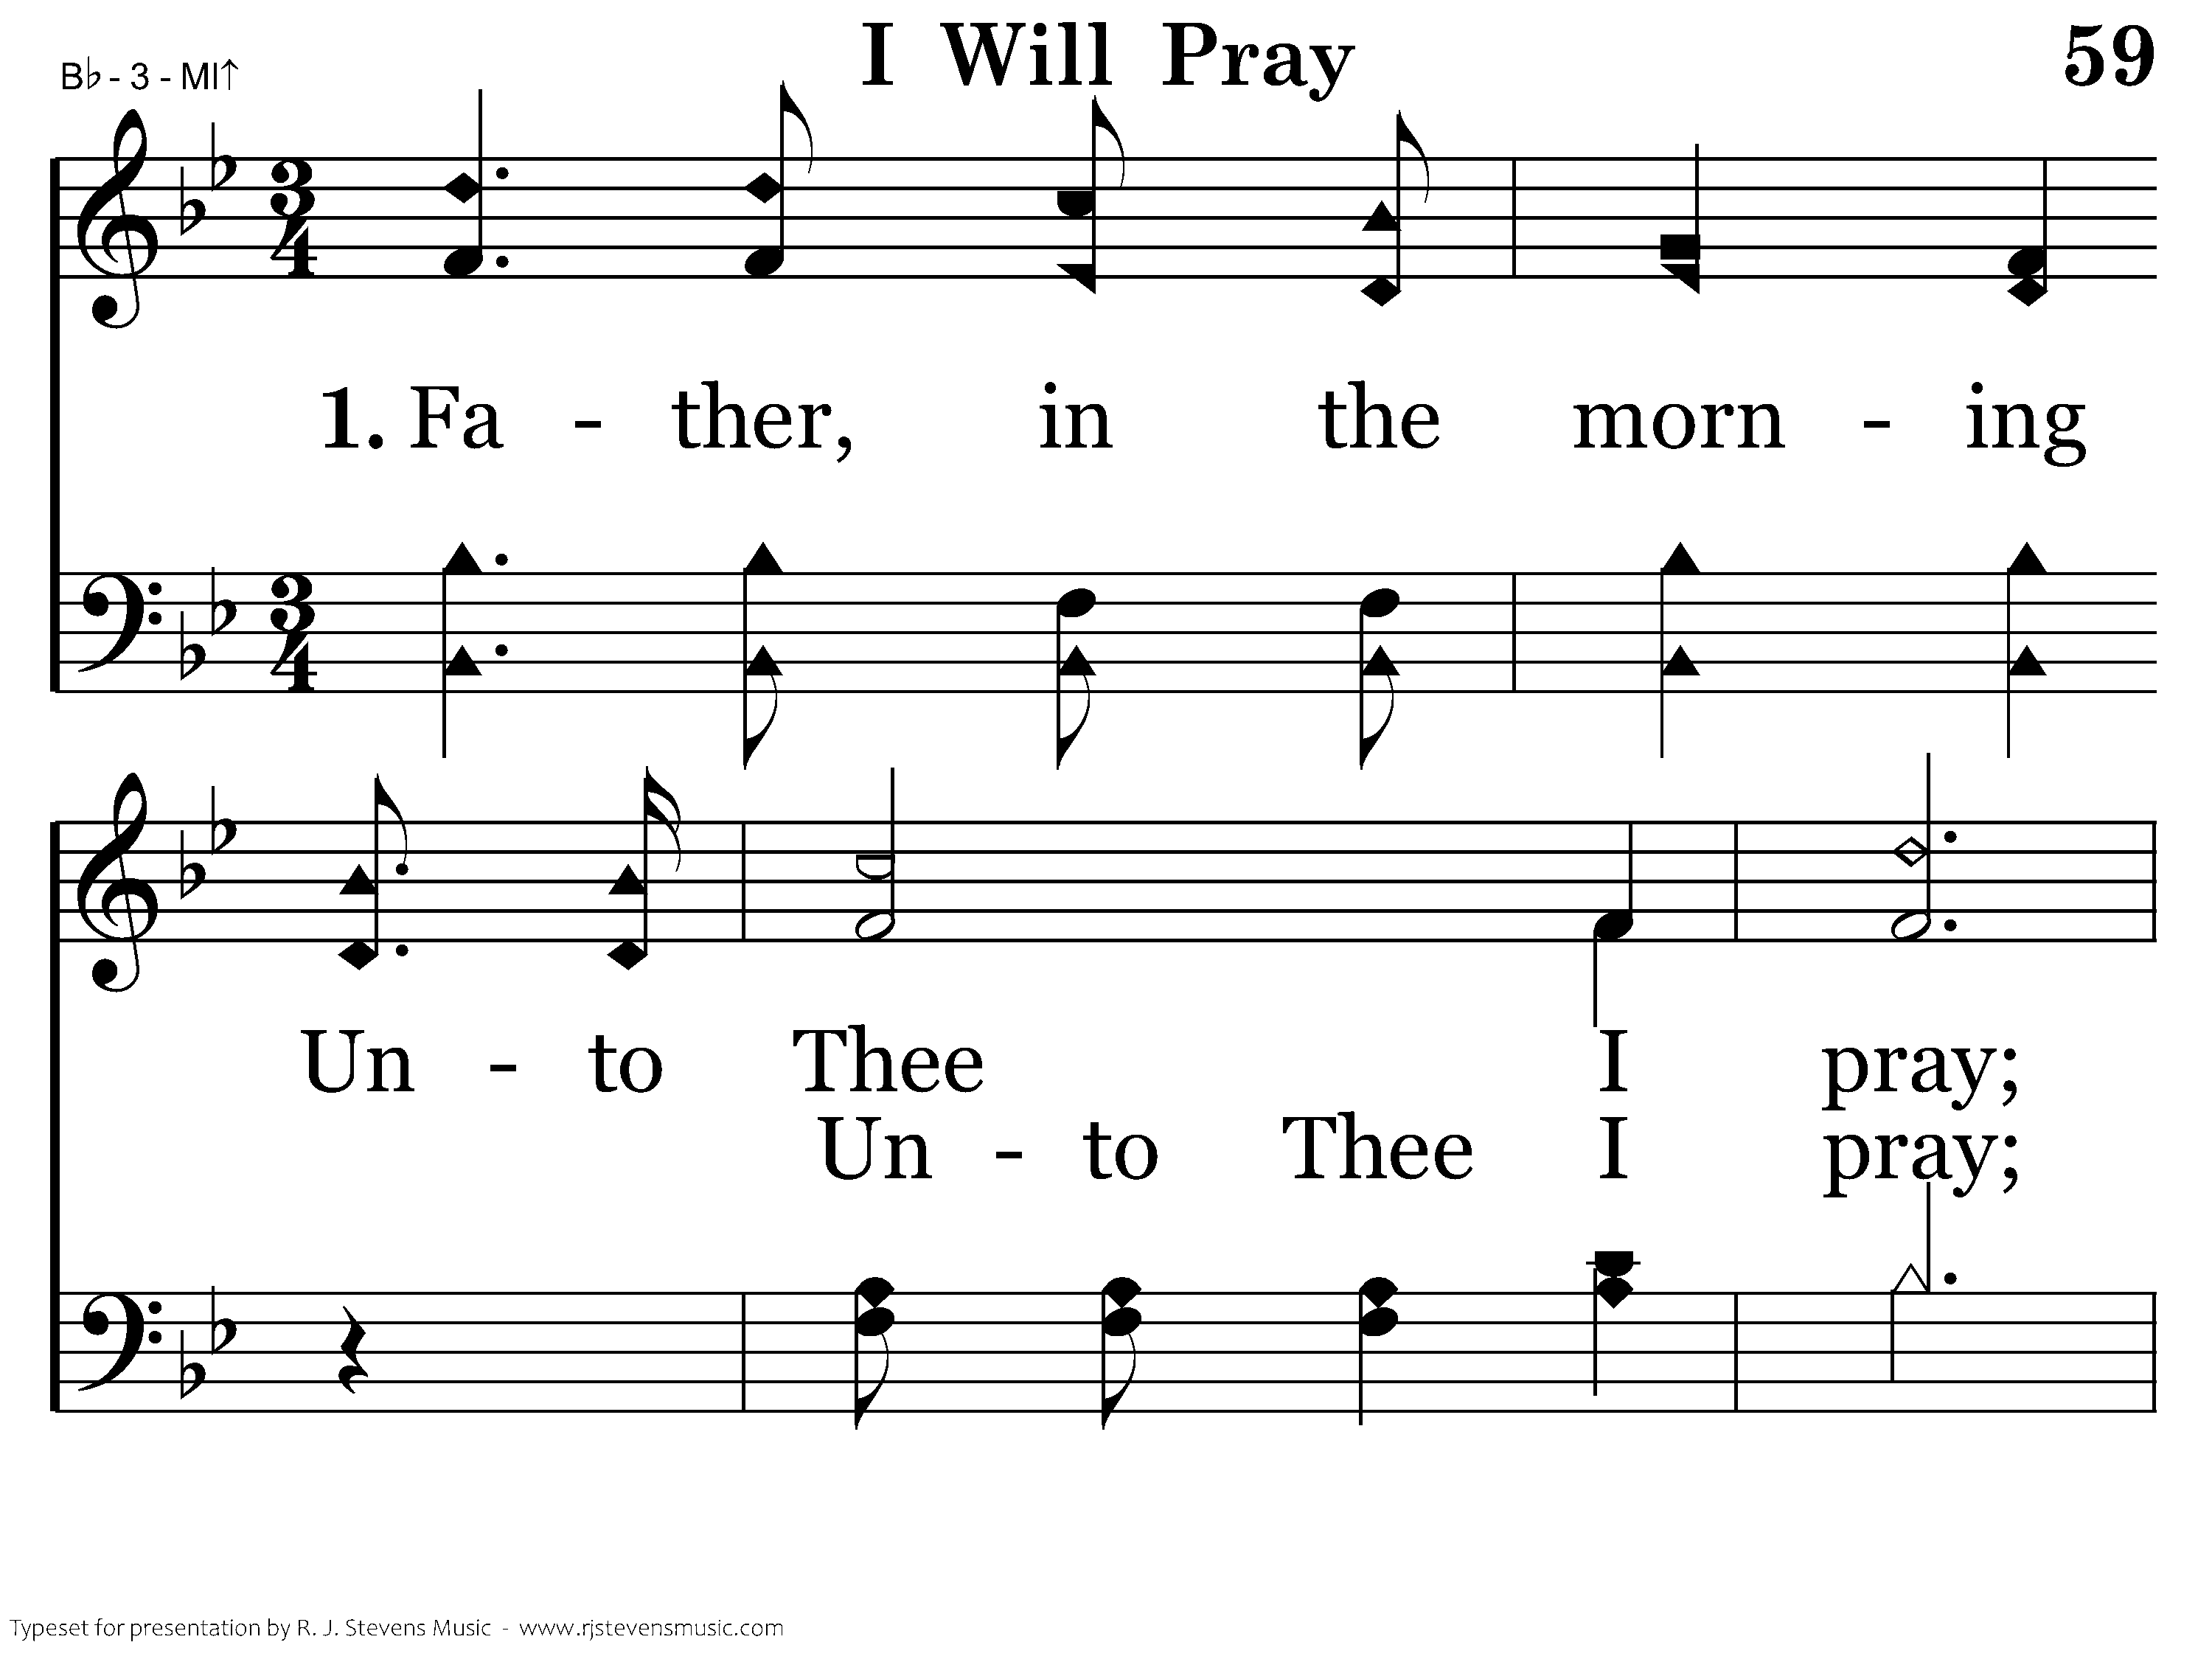 I Will Pray 59
B♭ - 3 - MI↑
1. Fa - ther, in the morn - ing
Un - to Thee I pray;
Un - to Thee I pray;
Typeset for presentation by R. J. Stevens Music - www.rjstevensmusic.com